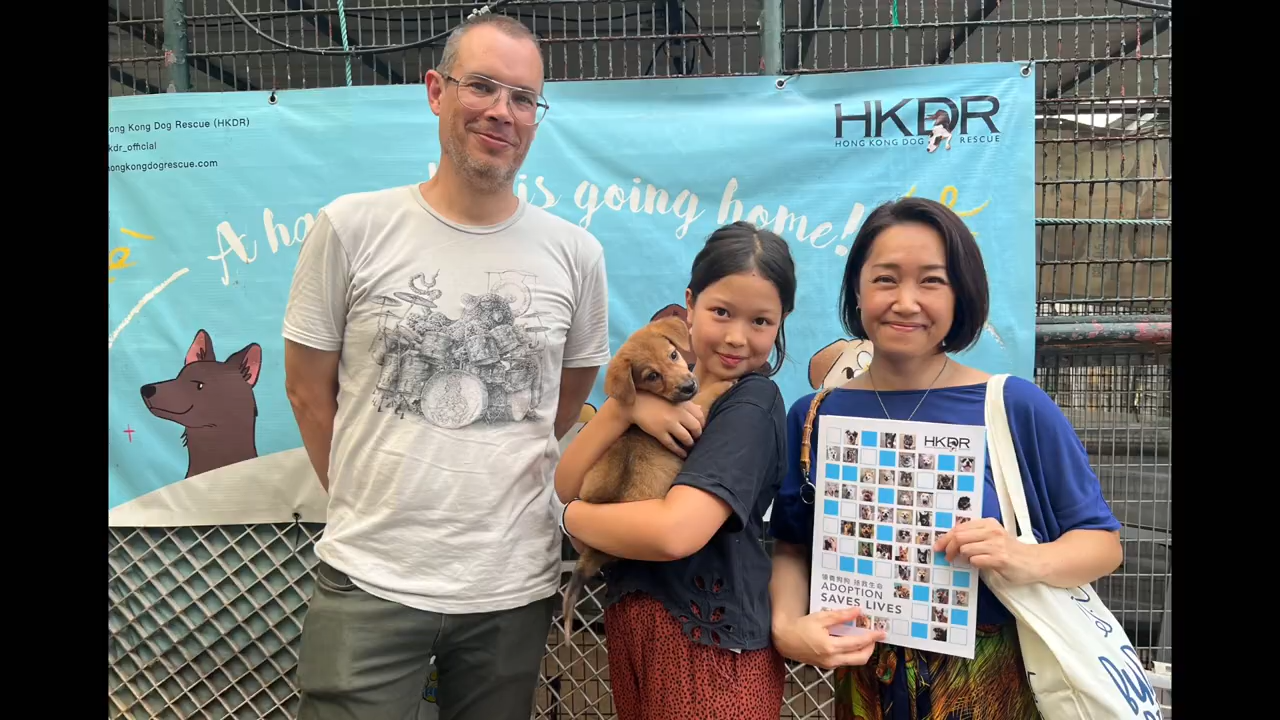 ong Kong Dog Rescue (HKDR)
kdr_official
hongkongdogrescue.com
HKDR
HONG KONG DOG RESCUE
A ha is going home!
HKDR
領養狗狗 拯救生命
ADOPTION
SAVES LIVES